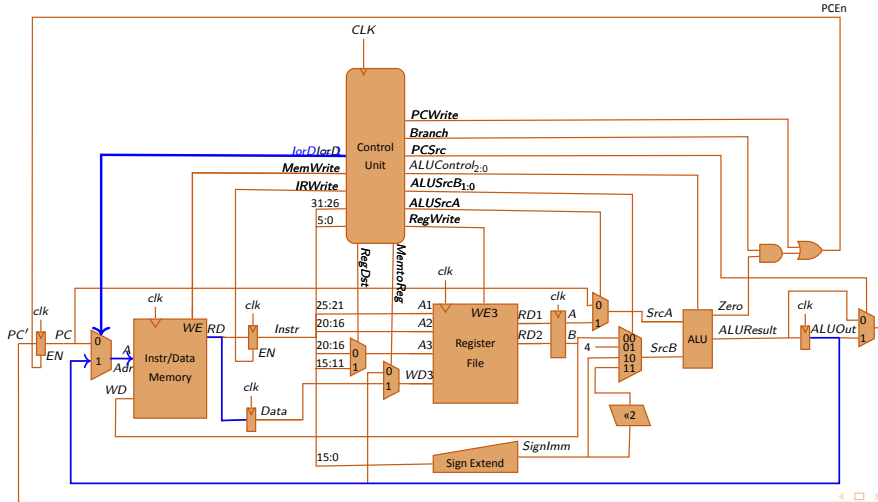 PCEn
CLK
PCWrite
Branch
IorDIorD
Control
Unit
PCSrc
MemWrite
ALUControl2:0
IRWrite
ALUSrcB1:0
31:26
ALUSrcA
5:0
RegWrite
RegDst
MemtoReg
clk
clk
clk
clk
clk
clk
PC′
PC
EN
0
1
A
Adr
WE
RD
Instr/Data
Memory
WD
EN
Instr
clk
Data
25:21
20:16
20:16
15:11
0
1
0
1
A1
A2
A3
WD3
WE3
Register
File
RD1
RD2
A
B
0
1
4
00
01
10
11
SrcA
SrcB
ALU
Zero
ALUResult
ALUOut
0
1
«2
15:0
Sign Extend
SignImm